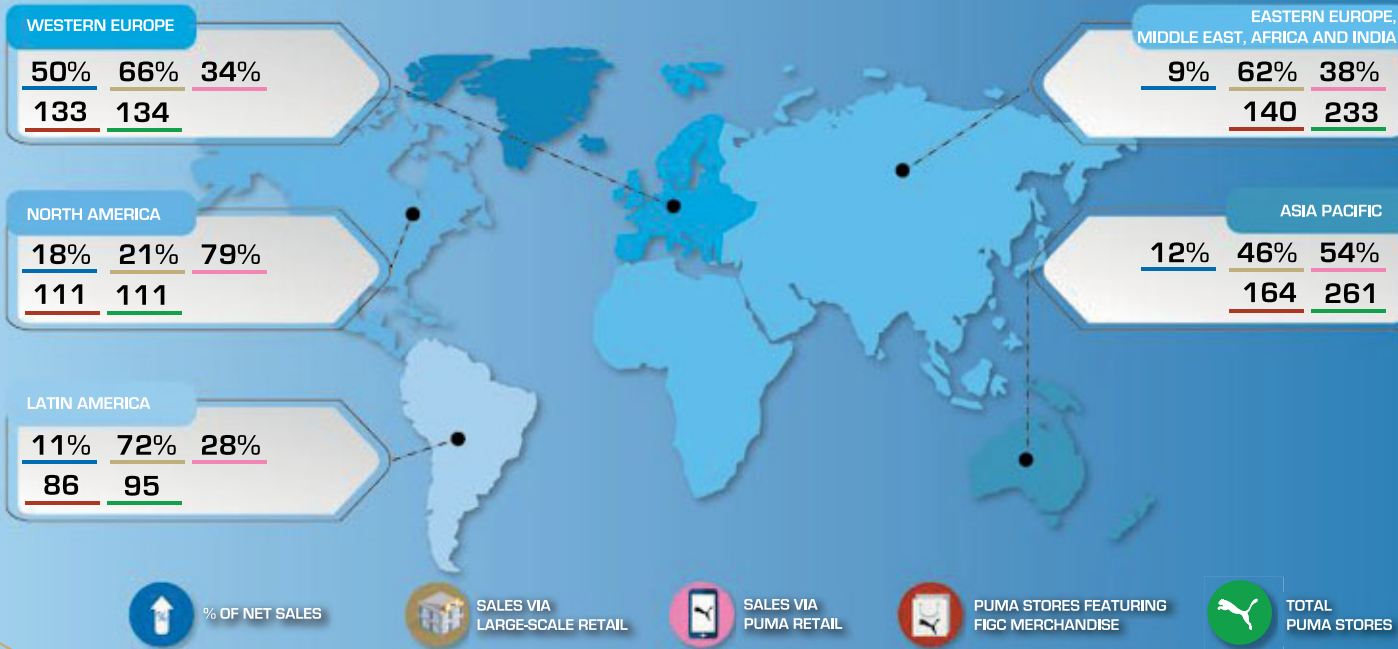 WESTERN EUROPE
50% 66% 34%
133 134
EASTERN EUROPE,
MIDDLE EAST, AFRICA AND INDIA
9% 62% 38%
140 233
NORTH AMERICA
18% 21% 79%
111 111
ASIA PACIFIC
12% 46% 54%
164 261
LATIN AMERICA
11% 72% 28%
86 95
%
% OF NET SALES
SALES VIA
LARGE-SCALE RETAIL
SALES VIA
PUMA RETAIL
PUMA STORES FEATURING
FIGC MERCHANDISE
TOTAL
PUMA STORES